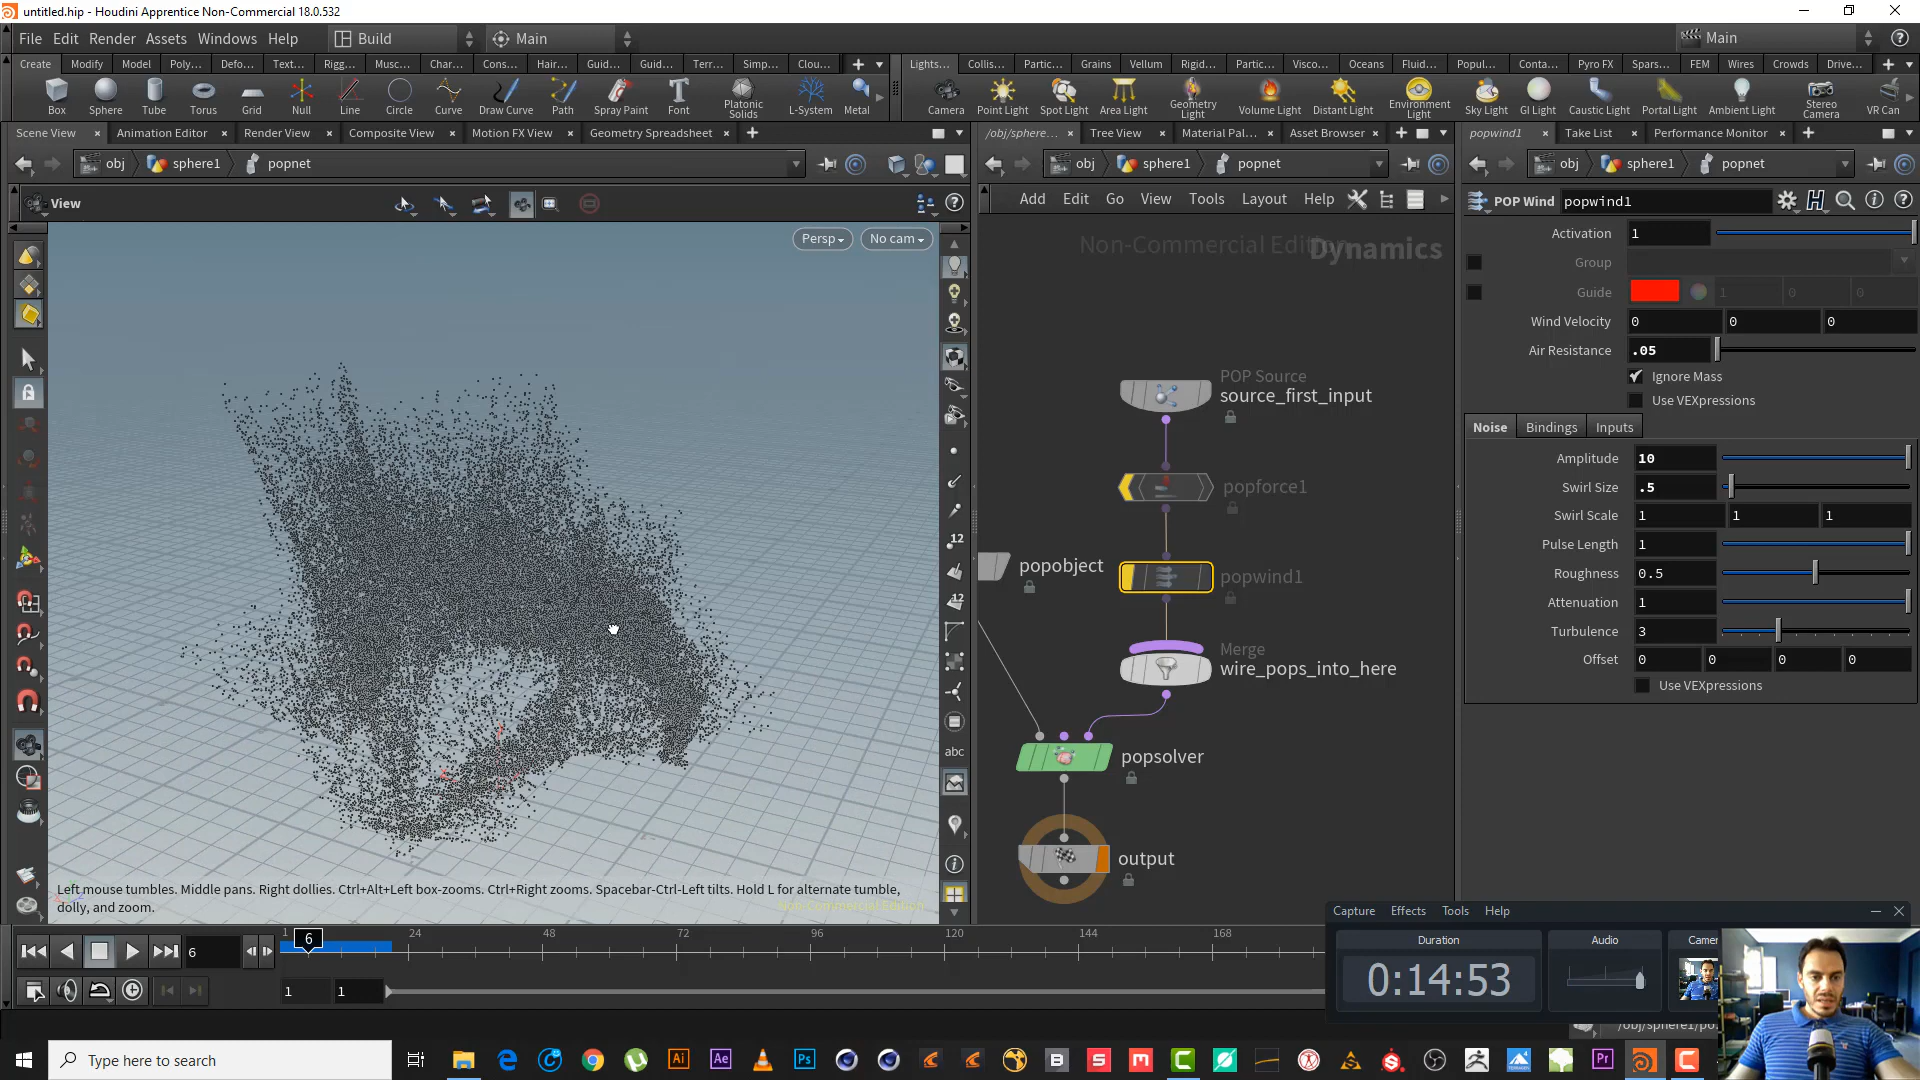 untitled.hip - Houdini Apprentice Non-Commercial 18.0.532
File Edit Render Assets Windows Help Build Main Main
Create Modify Model Poly... Defo... Text... Rigg... Musc... Char... Cons... Hair... Guid... Guid... Terr... Simp... Clou...
Lights... Collis... Partic... Grains Vellum Rigid... Partic... Visco... Oceans Fluid... Popul... Conta... Pyro FX Spars... FEM Wires Crowds Drive...
Box Sphere Tube Torus Grid Null Line Circle Curve Draw Curve Path Spray Paint Font Platonic Solids L-System Metal
Camera Point Light Spot Light Area Light Geometry Light Volume Light Distant Light Environment Light Sky Light GI Light Caustic Light Portal Light Ambient Light Stereo Camera VR Can
Scene View Animation Editor Render View Composite View Motion FX View Geometry Spreadsheet
/obj/sphere... Tree View Material Pal... Asset Browser
popwind1 Take List Performance Monitor
obj sphere1 popnet
obj sphere1 popnet
obj sphere1 popnet
View
Persp No cam
Add Edit Go View Tools Layout Help
Non-Commercial Edition
Dynamics
POP Source
source_first_input
popforce1
popobject
popwind1
Merge
wire_pops_into_here
popsolver
output
POP Wind popwind1
Activation 1
Group
Guide 1 0 0
Wind Velocity 0 0 0
Air Resistance .05
Ignore Mass
Use VEXpressions
Noise Bindings Inputs
Amplitude 10
Swirl Size .5
Swirl Scale 1 1 1
Pulse Length 1
Roughness 0.5
Attenuation 1
Turbulence 3
Offset 0 0 0 0
Use VEXpressions
12
12
abc
Left mouse tumbles. Middle pans. Right dollies. Ctrl+Alt+Left box-zooms. Ctrl+Right zooms. Spacebar-Ctrl-Left tilts. Hold L for alternate tumble,
dolly, and zoom.
Non-Commercial Edition
6
1 6 24 48 72 96 120 144 168
1 1
Capture Effects Tools Help
Duration Audio
0:14:53
Type here to search